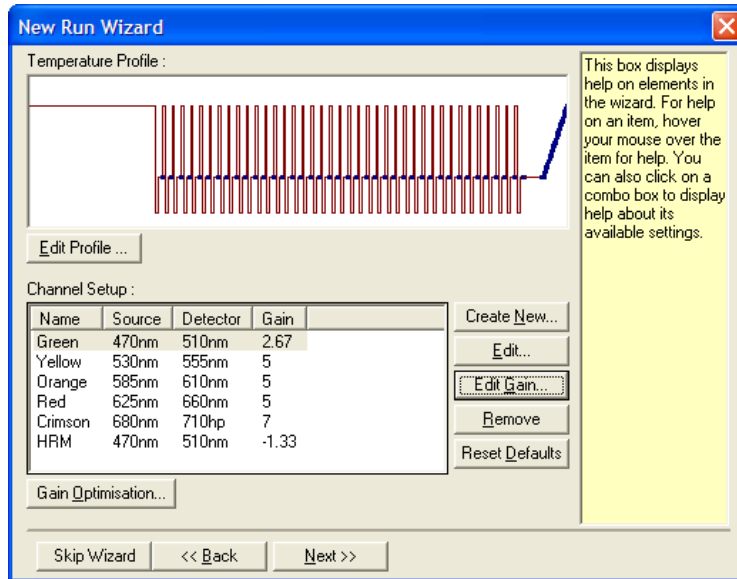 New Run Wizard
Temperature Profile :
Edit Profile ...
Channel Setup :
Name Source Detector Gain
Green 470nm 510nm 2.67
Yellow 530nm 555nm 5
Orange 585nm 610nm 5
Red 625nm 660nm 5
Crimson 680nm 710hp 7
HRM 470nm 510nm -1.33
Create New...
Edit...
Edit Gain...
Remove
Reset Defaults
Gain Optimisation...
Skip Wizard
<< Back
Next >>
This box displays
help on elements in
the wizard. For help
on an item, hover
your mouse over the
item for help. You
can also click on a
combo box to display
help about its
available settings.